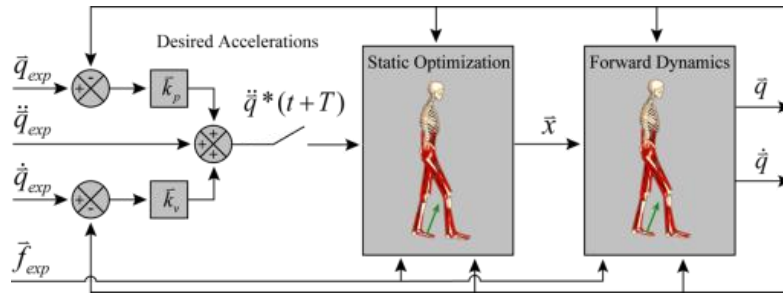 Desired Accelerations
Static Optimization
Forward Dynamics
q⃗_exp
k⃗_p
q̈⃗_exp
q̈⃗*(t+T)
x⃗
q⃗
q̇⃗
q̇⃗_exp
k⃗_v
f⃗_exp